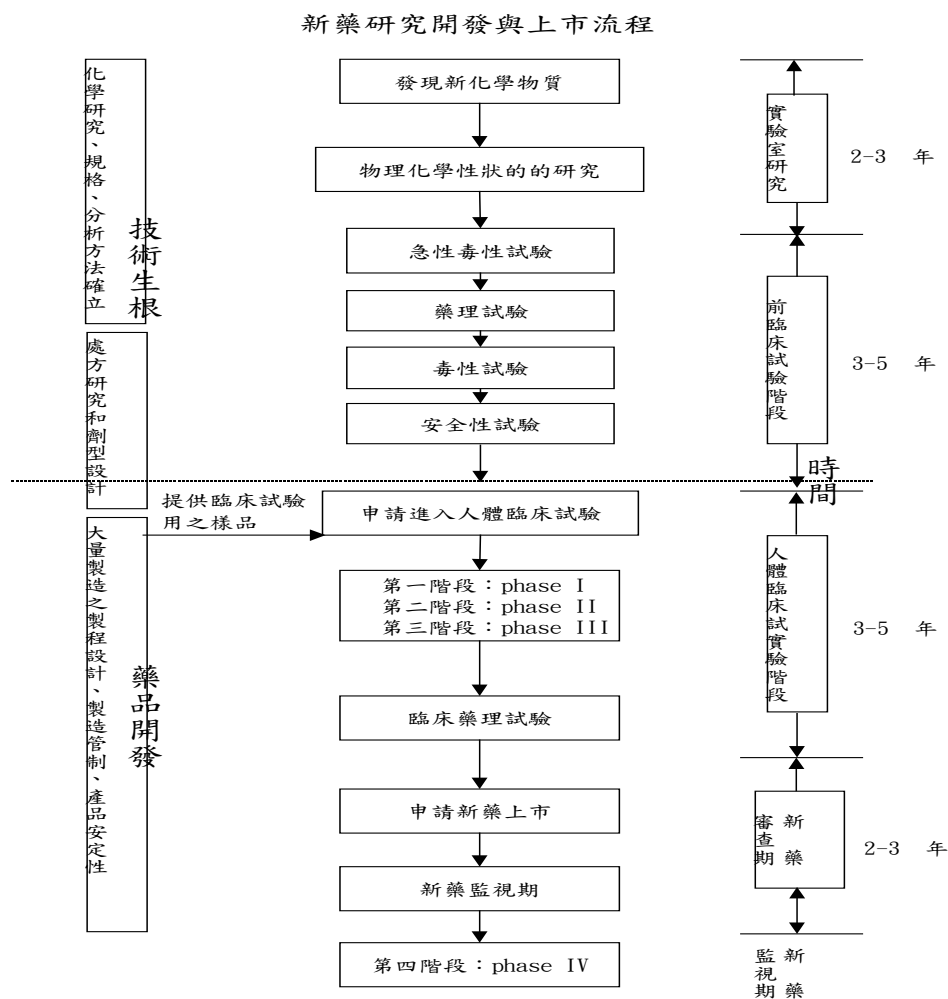 新藥研究開發與上市流程
化學研究、規格、分析方法確立
技術生根
處方研究和劑型設計
大量製造之製程設計、製造管制、產品安定性
藥品開發
發現新化學物質
物理化學性狀的的研究
急性毒性試驗
藥理試驗
毒性試驗
安全性試驗
提供臨床試驗
用之樣品
申請進入人體臨床試驗
第一階段：phase I
第二階段：phase II
第三階段：phase III
臨床藥理試驗
申請新藥上市
新藥監視期
第四階段：phase IV
實驗室研究
2-3 年
前臨床試驗階段
3-5 年
時間
人體臨床試實驗階段
3-5 年
新藥
審查期
2-3 年
新藥
監視期